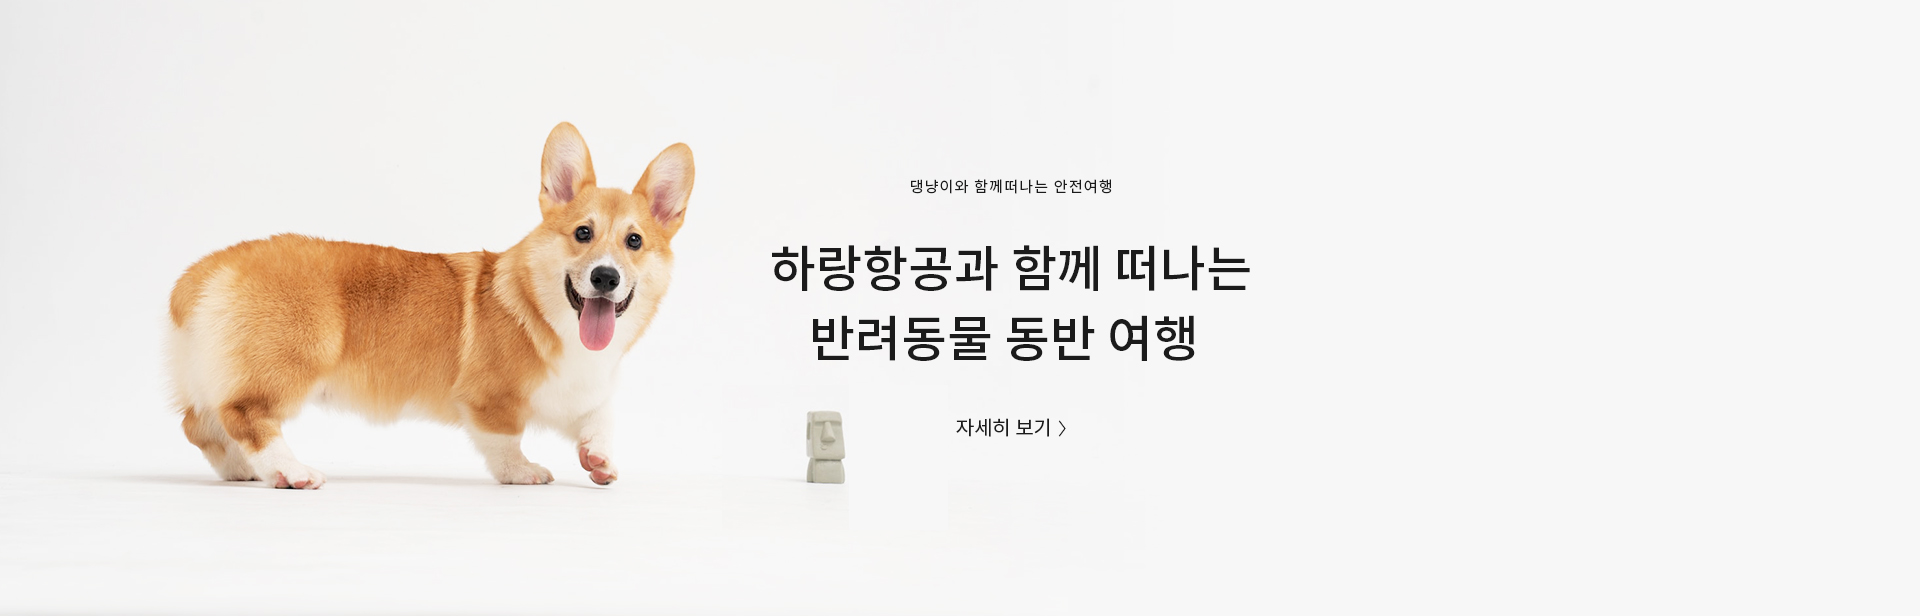 댕냥이와 함께떠나는 안전여행
하랑항공과 함께 떠나는
반려동물 동반 여행
자세히 보기 〉